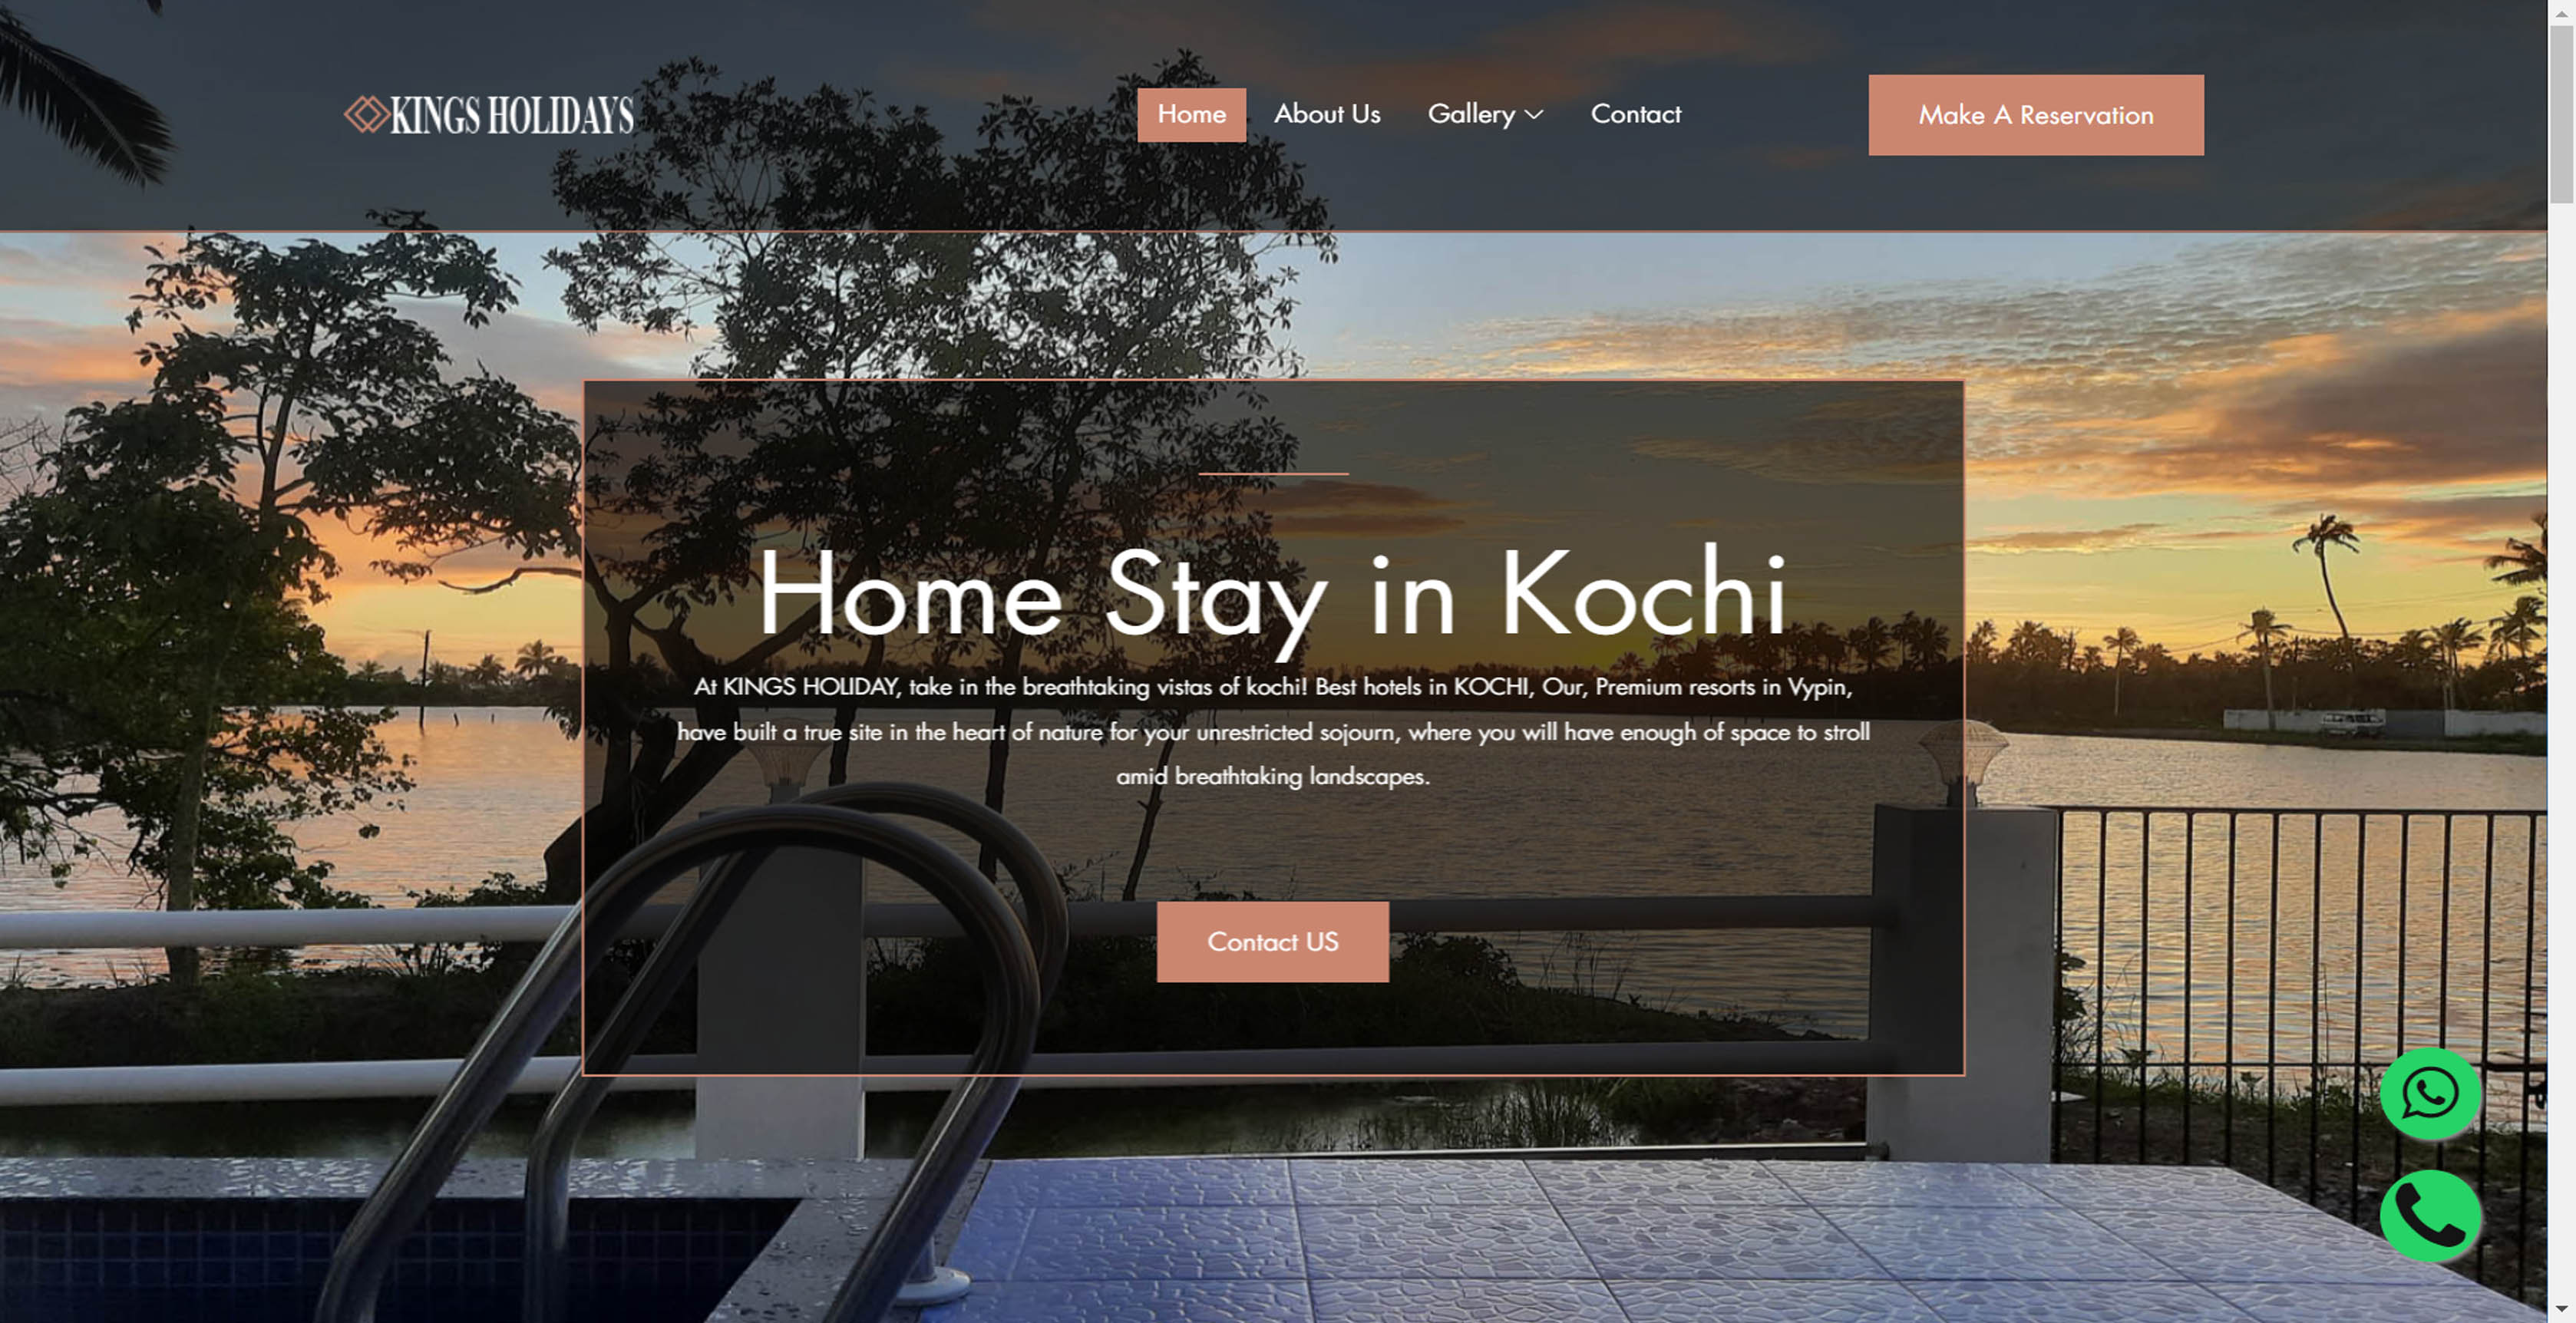 KINGS HOLIDAYS
Home About Us Gallery Contact
Make A Reservation
Home Stay in Kochi
At KINGS HOLIDAY, take in the breathtaking vistas of kochi! Best hotels in KOCHI, Our, Premium resorts in Vypin,
have built a true site in the heart of nature for your unrestricted sojourn, where you will have enough of space to stroll
amid breathtaking landscapes.
Contact US